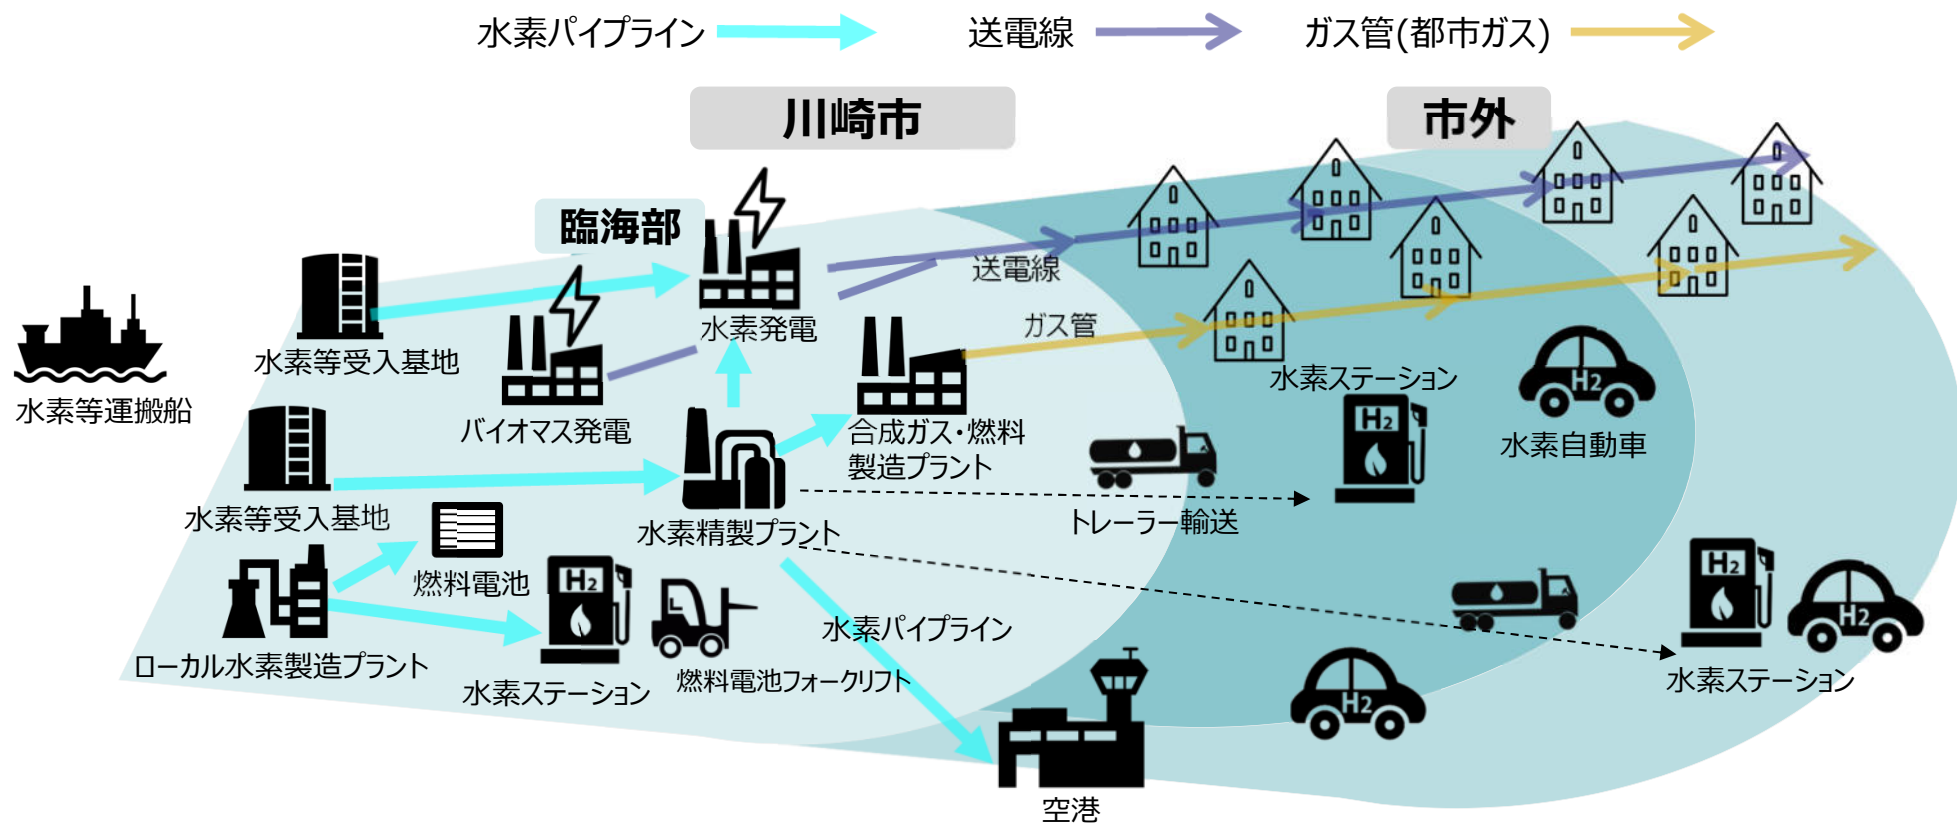 水素パイプライン
送電線
ガス管(都市ガス)
川崎市
市外
臨海部
送電線
水素発電
ガス管
水素等受入基地
水素等運搬船
バイオマス発電
合成ガス・燃料
製造プラント
水素ステーション
H2
H2
水素自動車
水素等受入基地
水素精製プラント
トレーラー輸送
燃料電池
H2
水素パイプライン
ローカル水素製造プラント
水素ステーション
燃料電池フォークリフト
H2
H2
水素ステーション
H2
空港